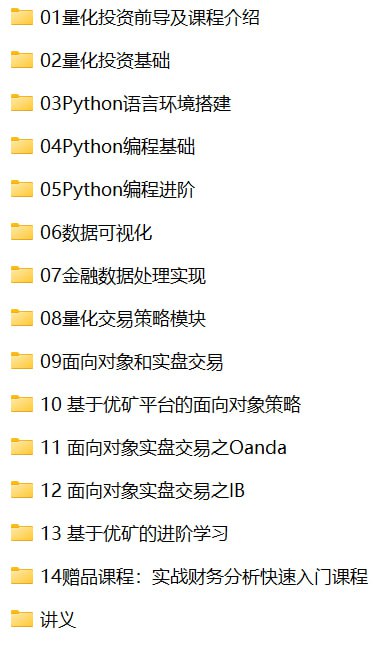 01量化投资前导及课程介绍
02量化投资基础
03Python语言环境搭建
04Python编程基础
05Python编程进阶
06数据可视化
07金融数据处理实现
08量化交易策略模块
09面向对象和实盘交易
10 基于优矿平台的面向对象策略
11 面向对象实盘交易之Oanda
12 面向对象实盘交易之IB
13 基于优矿的进阶学习
14赠品课程：实战财务分析快速入门课程
讲义